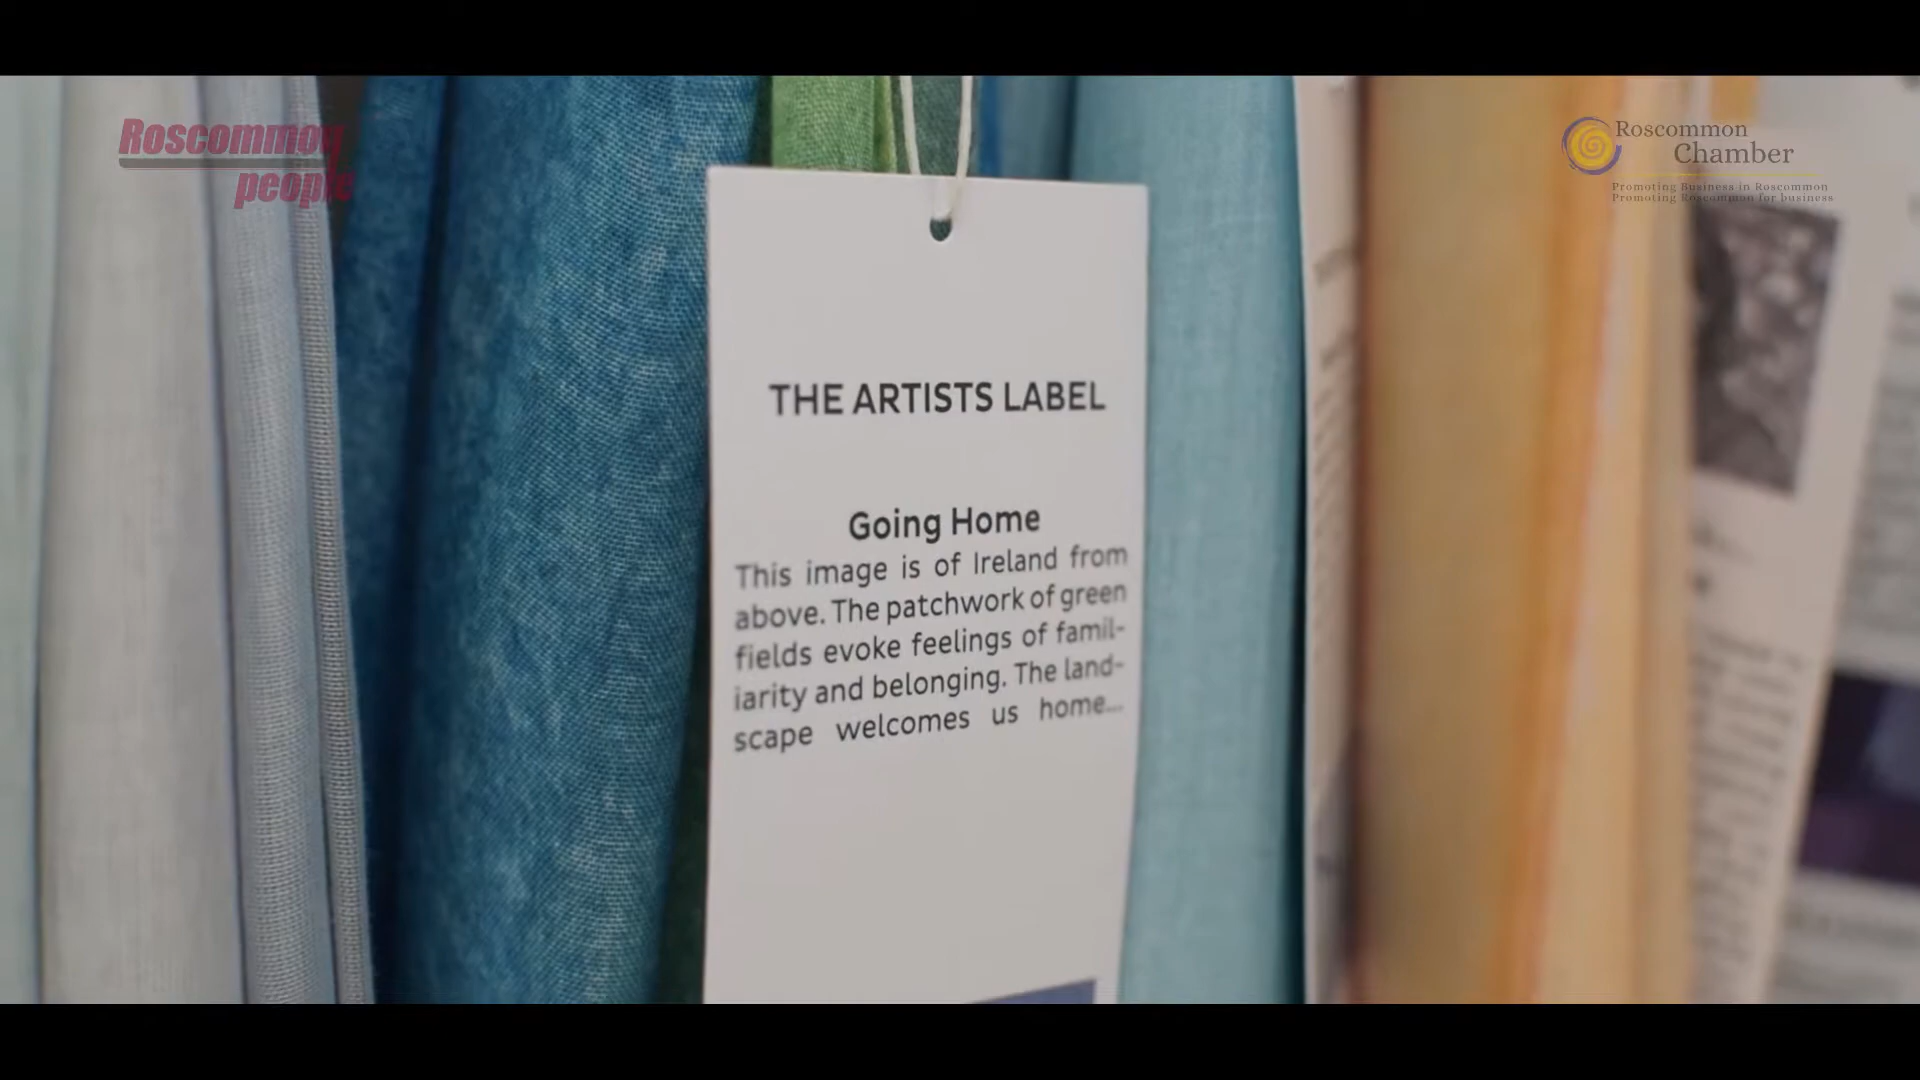 Roscommon
people
Roscommon
Chamber
Promoting Business in Roscommon
Promoting Roscommon for business
THE ARTISTS LABEL
Going Home
This image is of Ireland from
above. The patchwork of green
fields evoke feelings of famil-
iarity and belonging. The land-
scape welcomes us home...